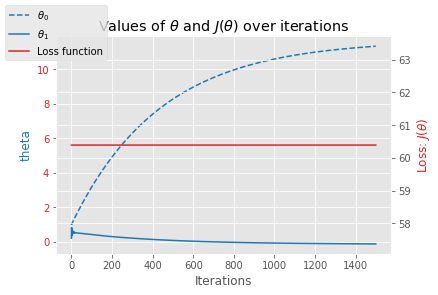 Values of θ and J(θ) over iterations
θ₀
θ₁
Loss function
10
8
6
4
2
0
theta
63
62
61
60
59
58
Loss: J(θ)
0 200 400 600 800 1000 1200 1400
Iterations